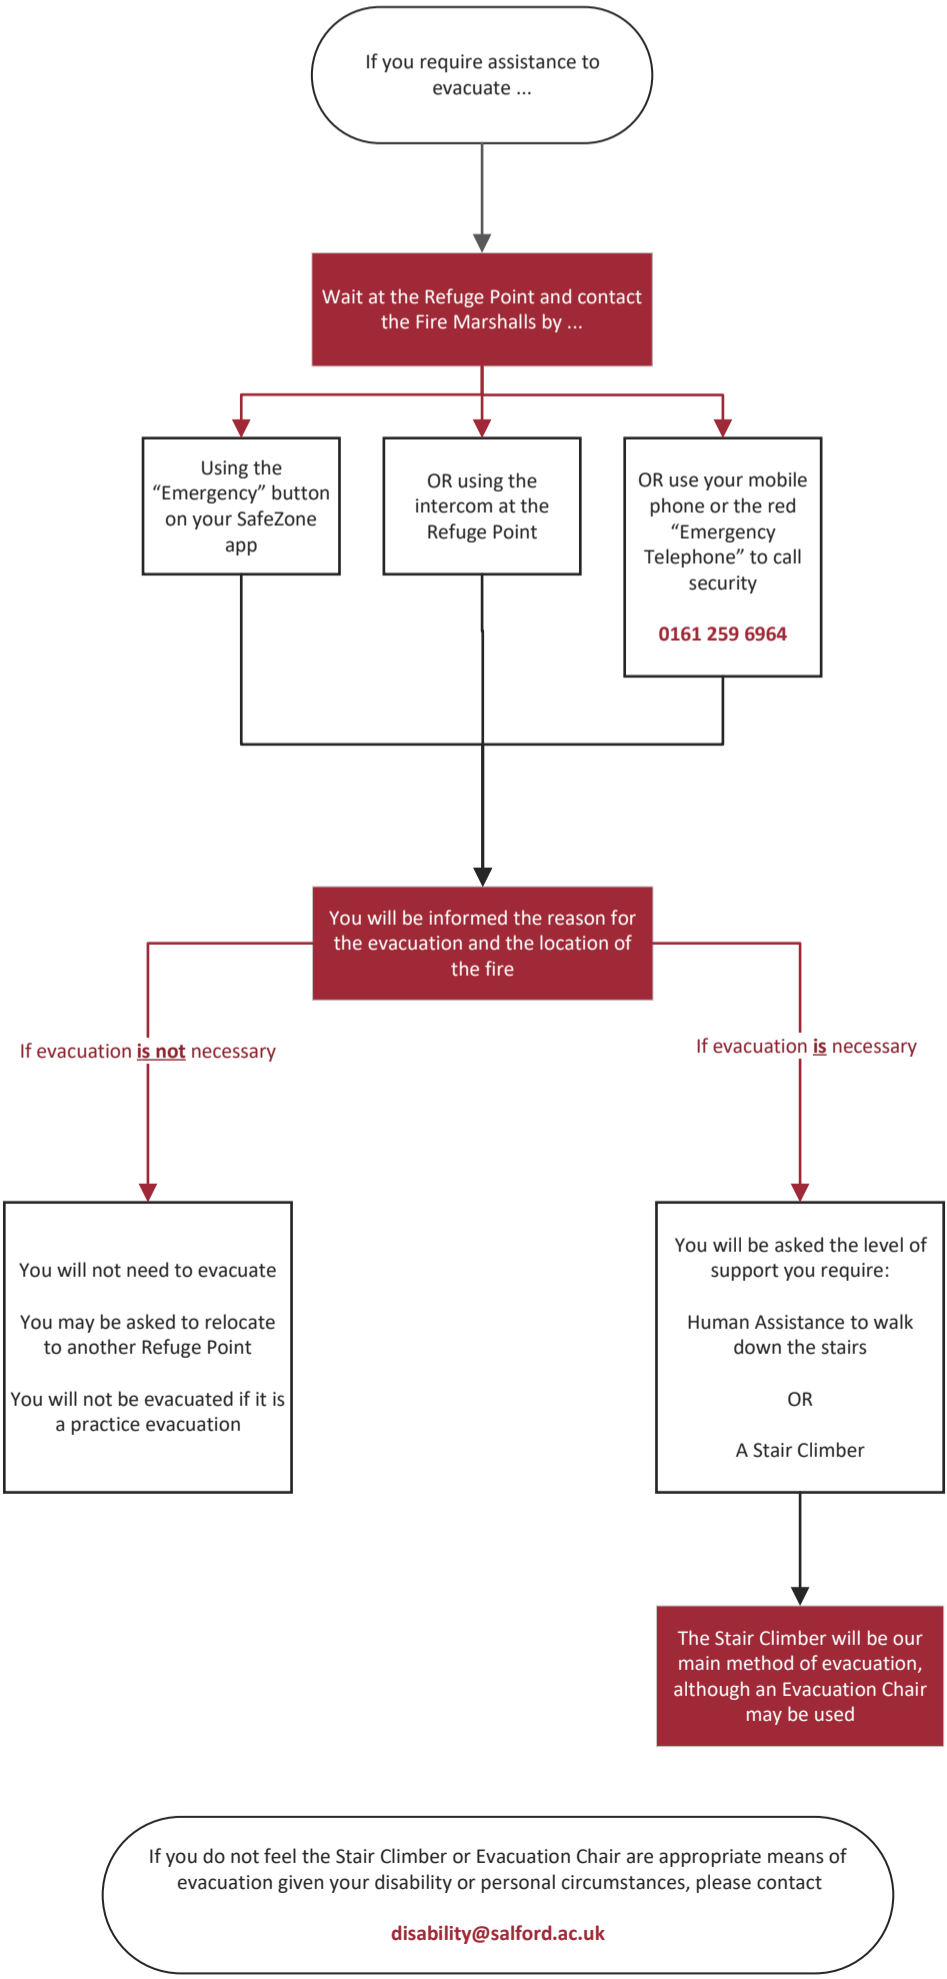 If you require assistance to
evacuate ...
Wait at the Refuge Point and contact
the Fire Marshalls by ...
Using the
“Emergency” button
on your SafeZone
app
OR using the
intercom at the
Refuge Point
OR use your mobile
phone or the red
“Emergency
Telephone” to call
security
0161 259 6964
You will be informed the reason for
the evacuation and the location of
the fire
If evacuation is not necessary
If evacuation is necessary
You will not need to evacuate
You may be asked to relocate
to another Refuge Point
You will not be evacuated if it is
a practice evacuation
You will be asked the level of
support you require:
Human Assistance to walk
down the stairs
OR
A Stair Climber
The Stair Climber will be our
main method of evacuation,
although an Evacuation Chair
may be used
If you do not feel the Stair Climber or Evacuation Chair are appropriate means of
evacuation given your disability or personal circumstances, please contact
disability@salford.ac.uk